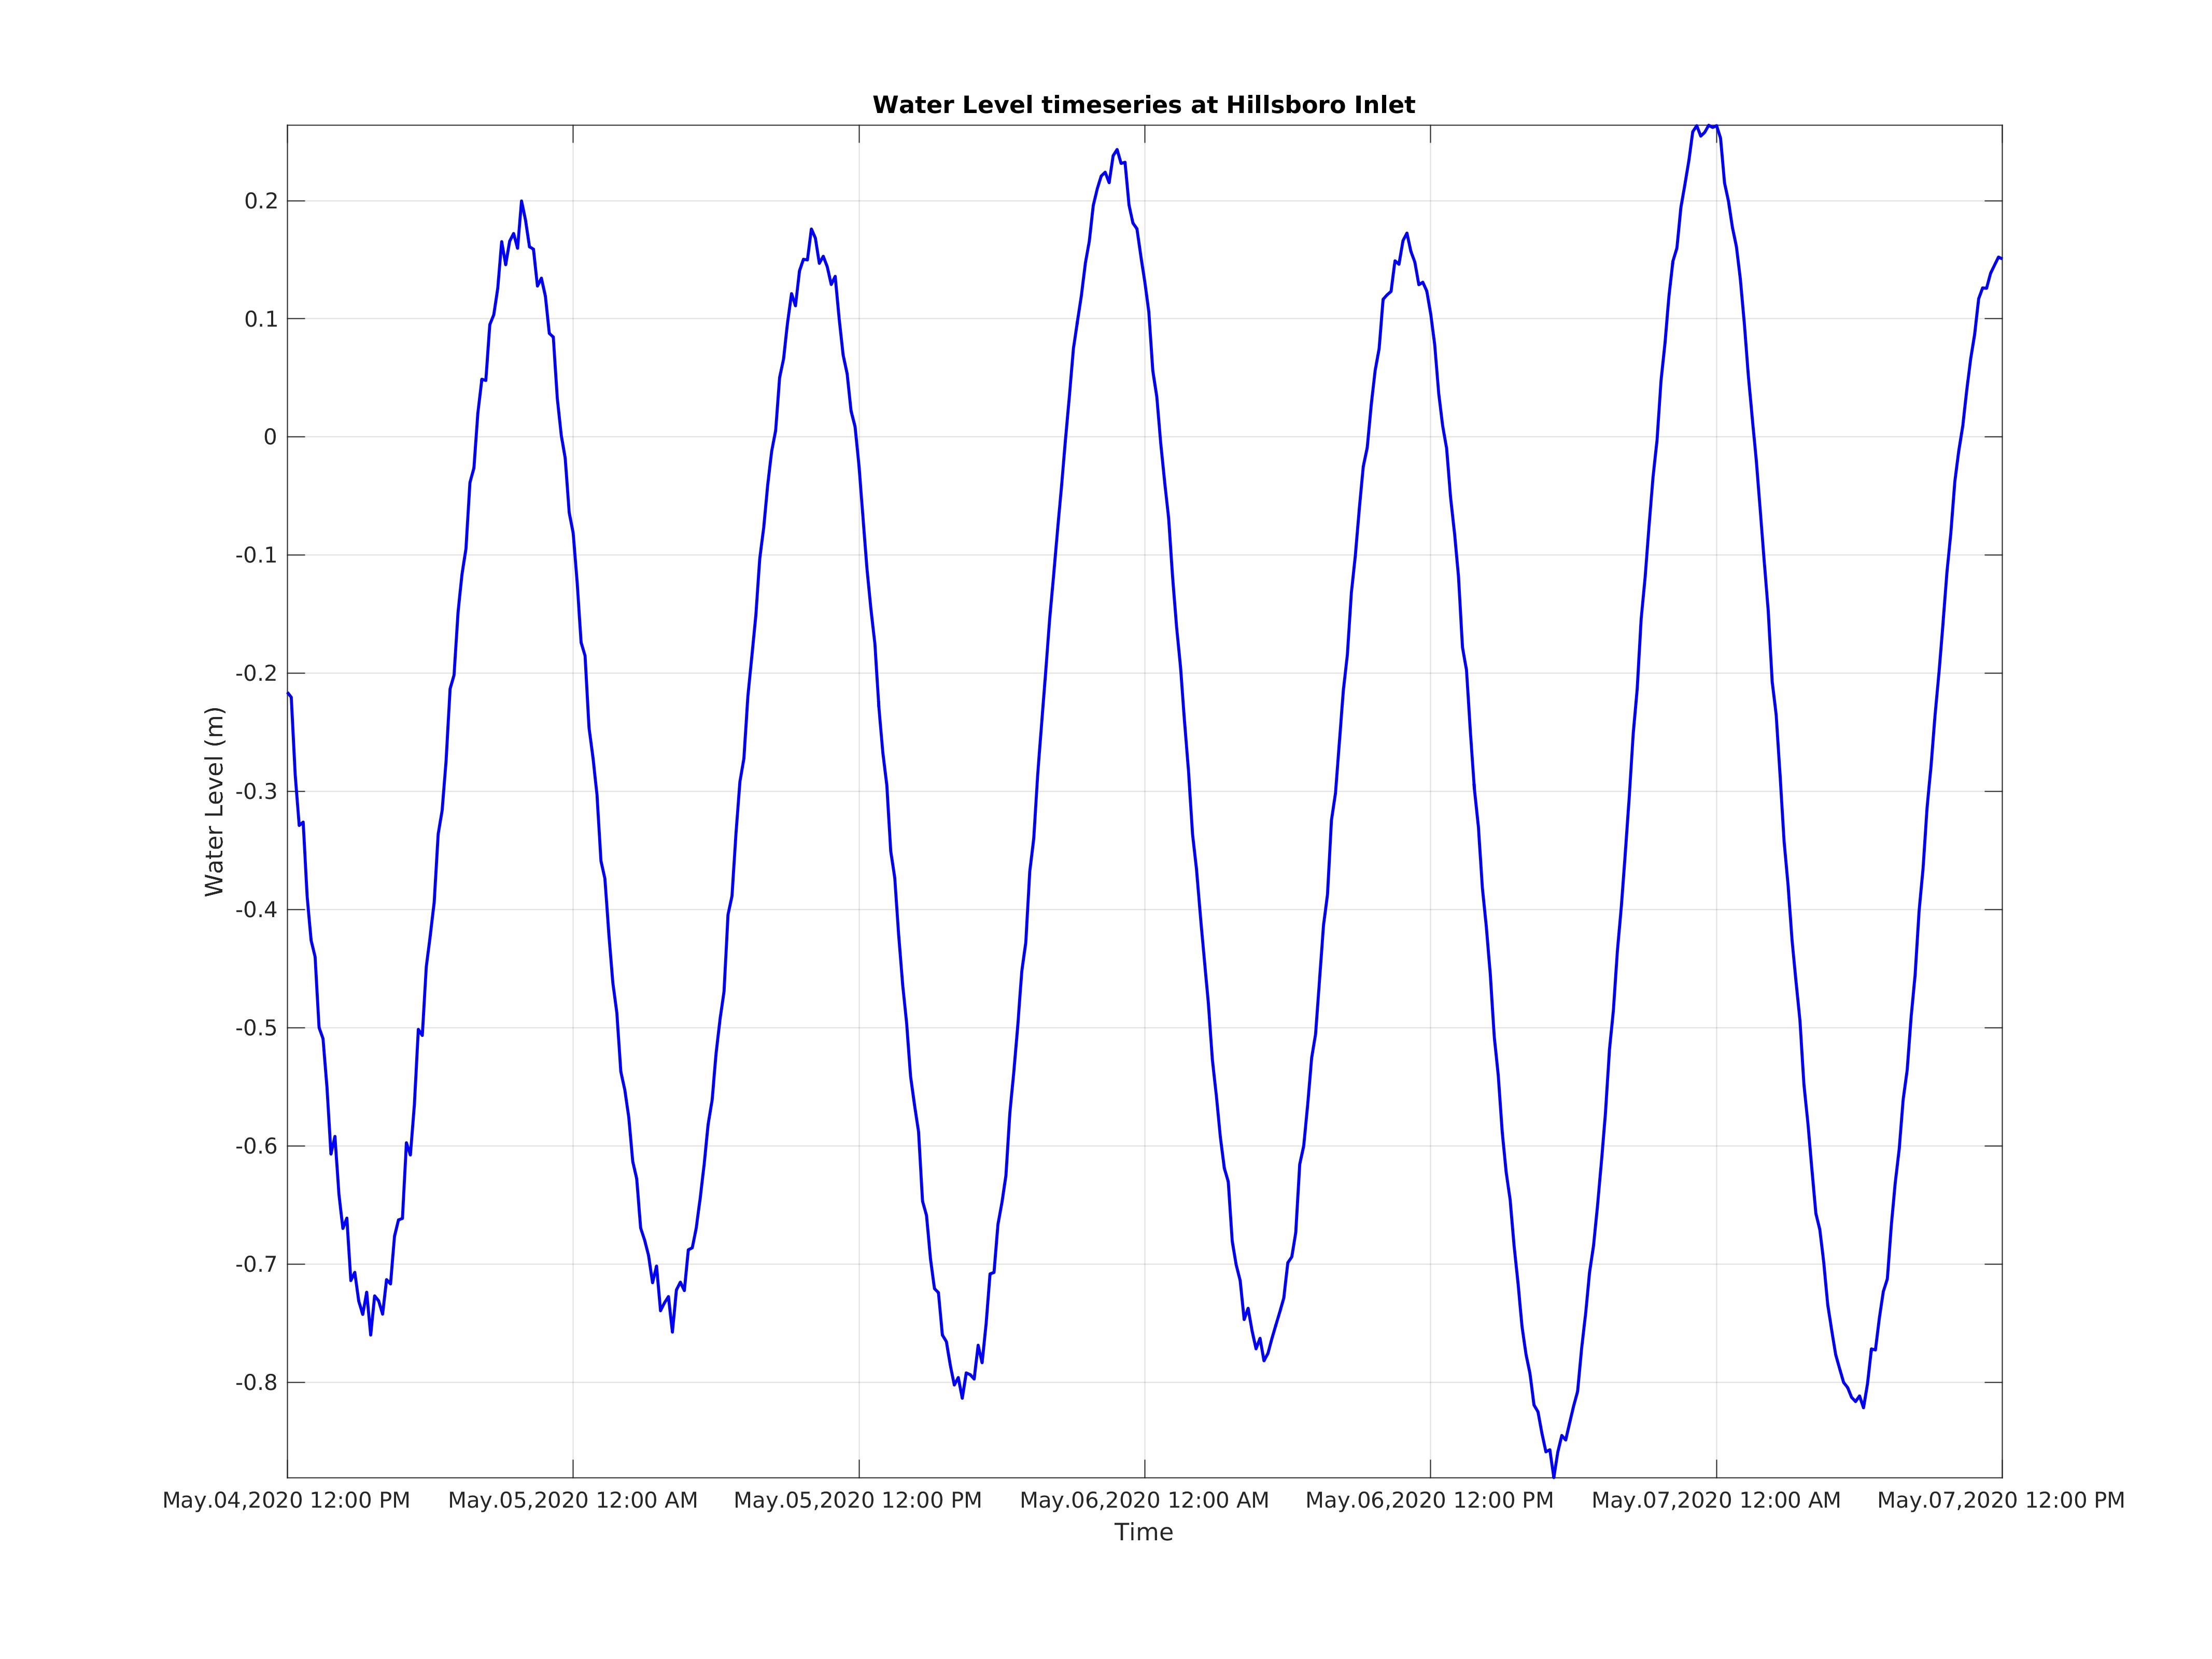 Water Level timeseries at Hillsboro Inlet
0.2
0.1
0
-0.1
-0.2
-0.3
-0.4
-0.5
-0.6
-0.7
-0.8
Water Level (m)
May.04,2020 12:00 PM May.05,2020 12:00 AM May.05,2020 12:00 PM May.06,2020 12:00 AM May.06,2020 12:00 PM May.07,2020 12:00 AM May.07,2020 12:00 PM
Time